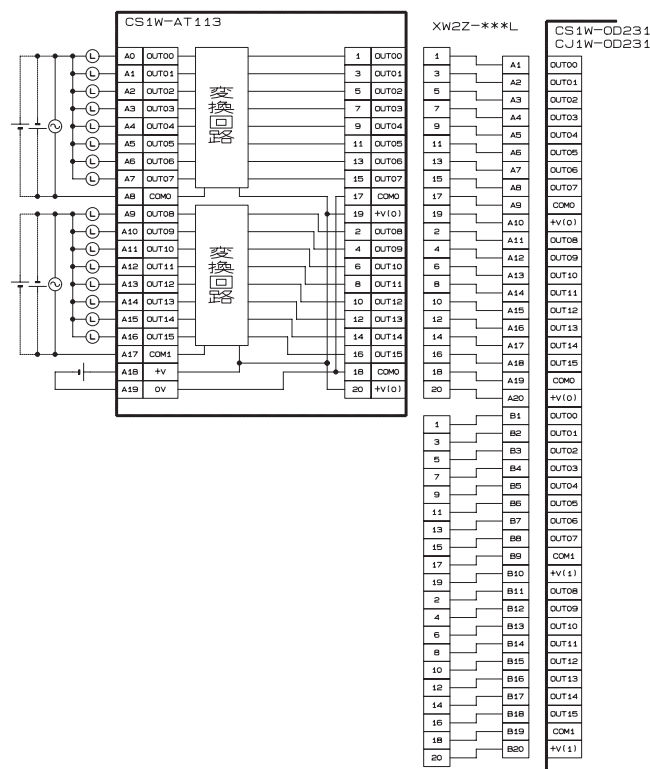 CS1W-AT113
XW2Z-***L
CS1W-OD231
CJ1W-OD231
L A0 OUT00 1 OUT00
L A1 OUT01 3 OUT01
L A2 OUT02 5 OUT02
L A3 OUT03 7 OUT03
L A4 OUT04 9 OUT04
L A5 OUT05 11 OUT05
L A6 OUT06 13 OUT06
L A7 OUT07 15 OUT07
A8 COM0 17 COM0
変換回路
L A9 OUT08 19 +V(0)
L A10 OUT09 2 OUT08
L A11 OUT10 4 OUT09
L A12 OUT11 6 OUT10
L A13 OUT12 8 OUT11
L A14 OUT13 10 OUT12
L A15 OUT14 12 OUT13
L A16 OUT15 14 OUT14
A17 COM1 16 OUT15
A18 +V 18 COM0
A19 0V 20 +V(0)
変換回路
1 A1 OUT00
3 A2 OUT01
5 A3 OUT02
7 A4 OUT03
9 A5 OUT04
11 A6 OUT05
13 A7 OUT06
15 A8 OUT07
17 A9 COM0
19 A10 +V(0)
2 A11 OUT08
4 A12 OUT09
6 A13 OUT10
8 A14 OUT11
10 A15 OUT12
12 A16 OUT13
14 A17 OUT14
16 A18 OUT15
18 A19 COM0
20 A20 +V(0)
1 B1 OUT00
3 B2 OUT01
5 B3 OUT02
7 B4 OUT03
9 B5 OUT04
11 B6 OUT05
13 B7 OUT06
15 B8 OUT07
17 B9 COM1
19 B10 +V(1)
2 B11 OUT08
4 B12 OUT09
6 B13 OUT10
8 B14 OUT11
10 B15 OUT12
12 B16 OUT13
14 B17 OUT14
16 B18 OUT15
18 B19 COM1
20 B20 +V(1)